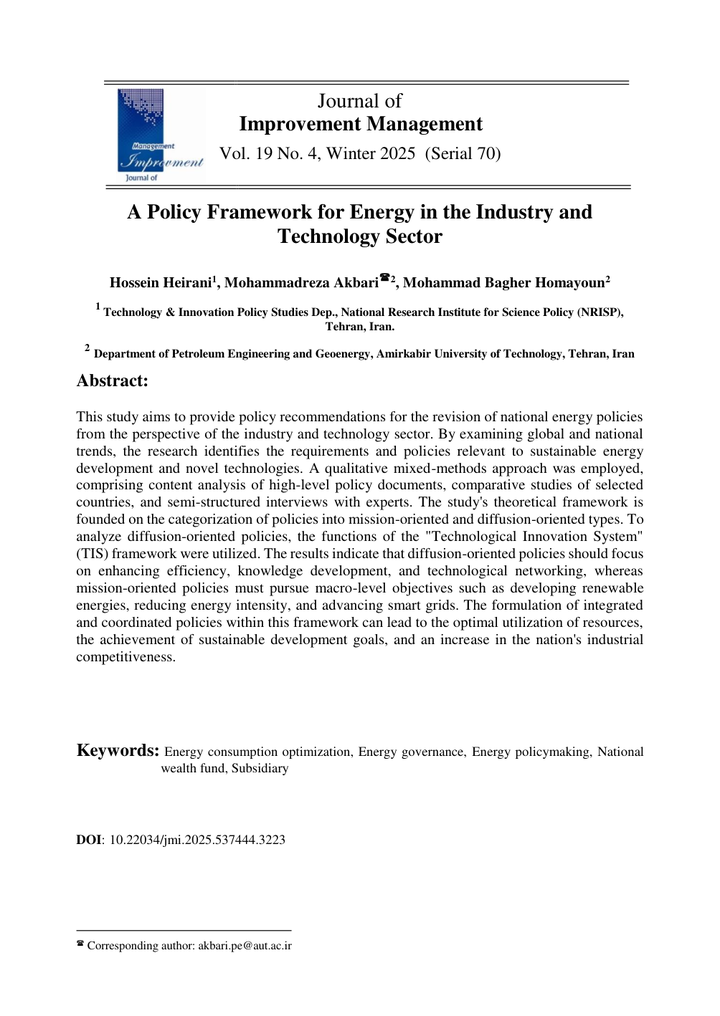 Management
Improvment
Journal of
Journal of
Improvement Management
Vol. 19 No. 4, Winter 2025 (Serial 70)
A Policy Framework for Energy in the Industry and
Technology Sector
Hossein Heirani1, Mohammadreza Akbari☎2, Mohammad Bagher Homayoun2
1 Technology & Innovation Policy Studies Dep., National Research Institute for Science Policy (NRISP),
Tehran, Iran.
2 Department of Petroleum Engineering and Geoenergy, Amirkabir University of Technology, Tehran, Iran
Abstract:
This study aims to provide policy recommendations for the revision of national energy policies
from the perspective of the industry and technology sector. By examining global and national
trends, the research identifies the requirements and policies relevant to sustainable energy
development and novel technologies. A qualitative mixed-methods approach was employed,
comprising content analysis of high-level policy documents, comparative studies of selected
countries, and semi-structured interviews with experts. The study's theoretical framework is
founded on the categorization of policies into mission-oriented and diffusion-oriented types. To
analyze diffusion-oriented policies, the functions of the "Technological Innovation System"
(TIS) framework were utilized. The results indicate that diffusion-oriented policies should focus
on enhancing efficiency, knowledge development, and technological networking, whereas
mission-oriented policies must pursue macro-level objectives such as developing renewable
energies, reducing energy intensity, and advancing smart grids. The formulation of integrated
and coordinated policies within this framework can lead to the optimal utilization of resources,
the achievement of sustainable development goals, and an increase in the nation's industrial
competitiveness.
Keywords: Energy consumption optimization, Energy governance, Energy policymaking, National
wealth fund, Subsidiary
DOI: 10.22034/jmi.2025.537444.3223
☎ Corresponding author: akbari.pe@aut.ac.ir